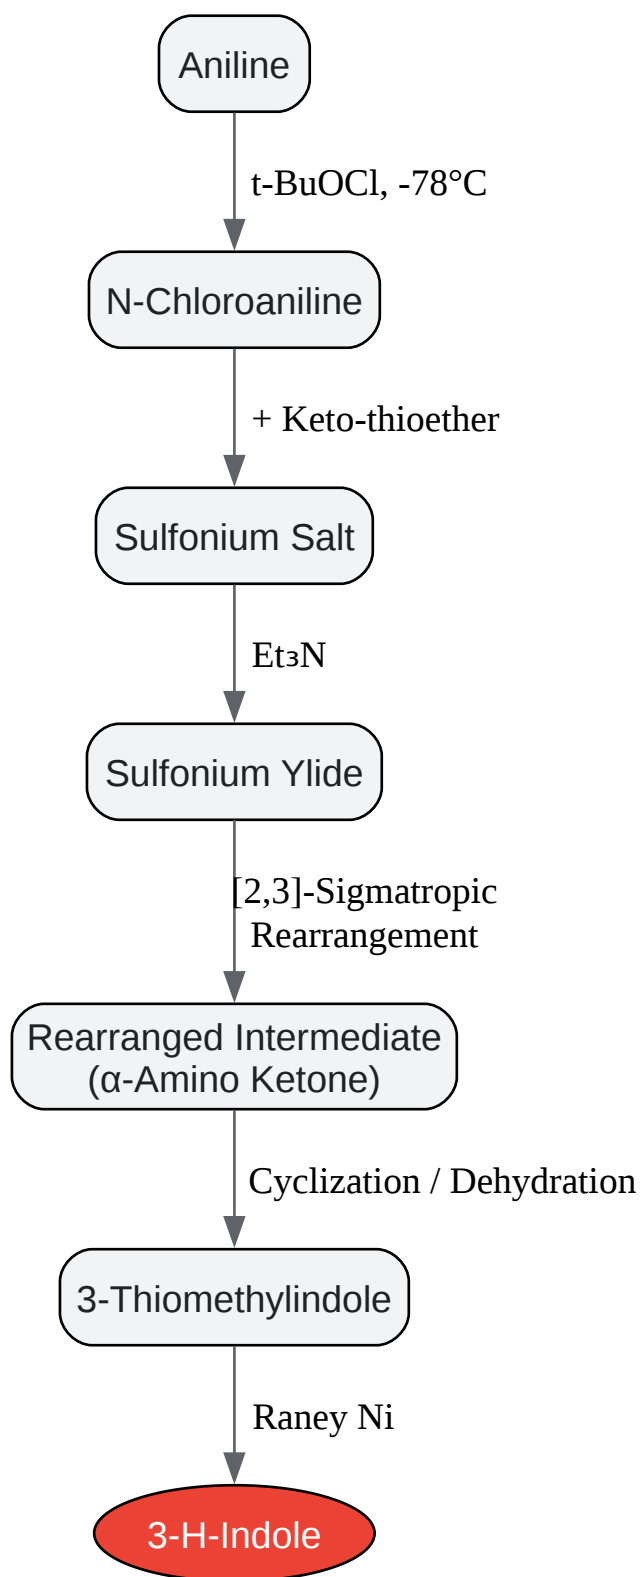 Aniline
t-BuOCl, -78°C
N-Chloroaniline
+ Keto-thioether
Sulfonium Salt
Et₃N
Sulfonium Ylide
[2,3]-Sigmatropic
Rearrangement
Rearranged Intermediate
(α-Amino Ketone)
Cyclization / Dehydration
3-Thiomethylindole
Raney Ni
3-H-Indole